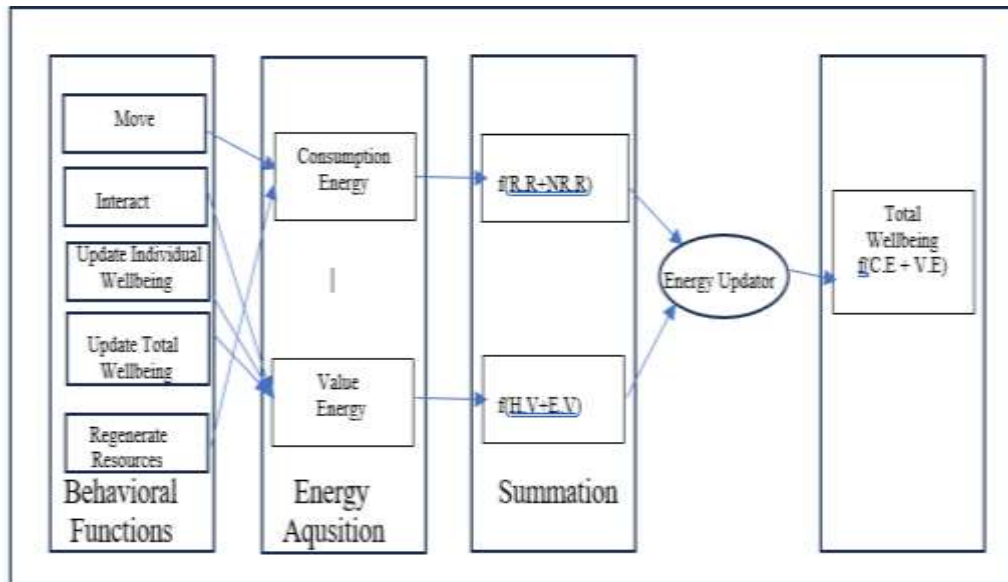 Move
Interact
Update Individual
Wellbeing
Update Total
Wellbeing
Regenerate
Resources
Behavioral
Functions
Consumption
Energy
Value
Energy
Energy
Aqusition
f(R.R+NR.R)
f(H.V+E.V)
Summation
Energy Updator
Total
Wellbeing
f(C.E + V.E)